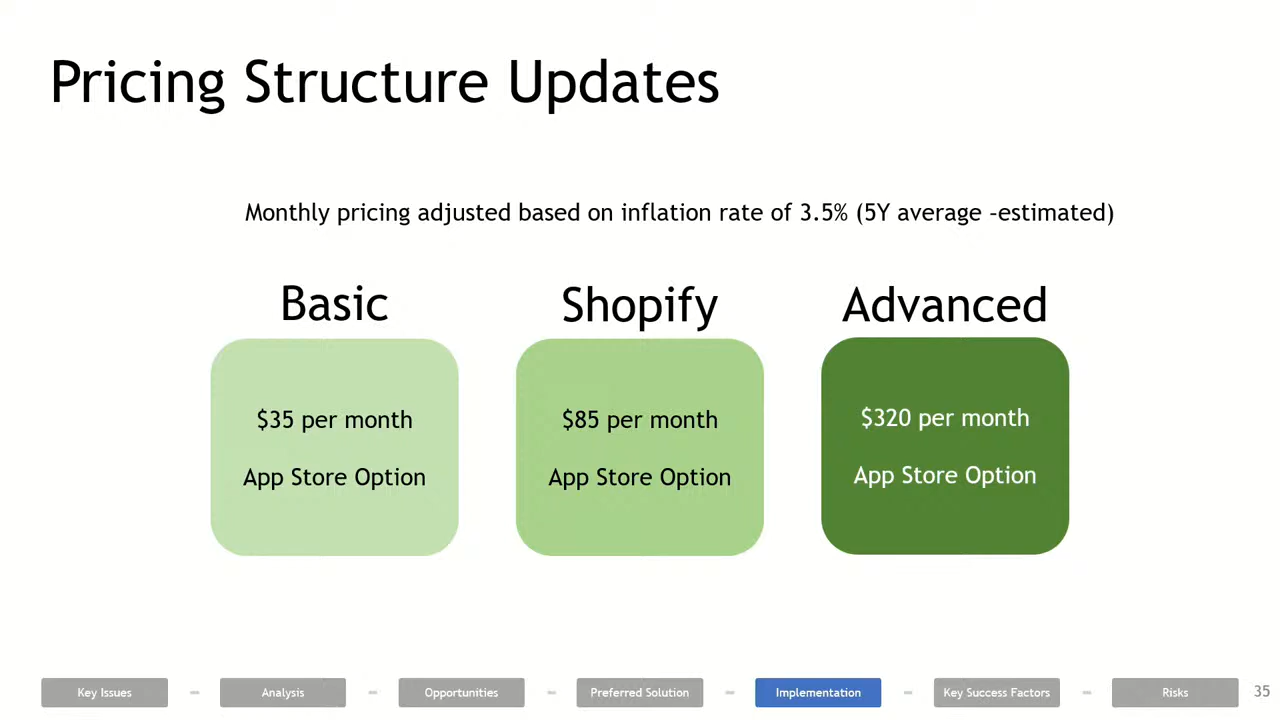 Pricing Structure Updates
Monthly pricing adjusted based on inflation rate of 3.5% (5Y average –estimated)
Basic
Shopify
Advanced
$35 per month
App Store Option
$85 per month
App Store Option
$320 per month
App Store Option
Key Issues
Analysis
Opportunities
Preferred Solution
Implementation
Key Success Factors
Risks
35